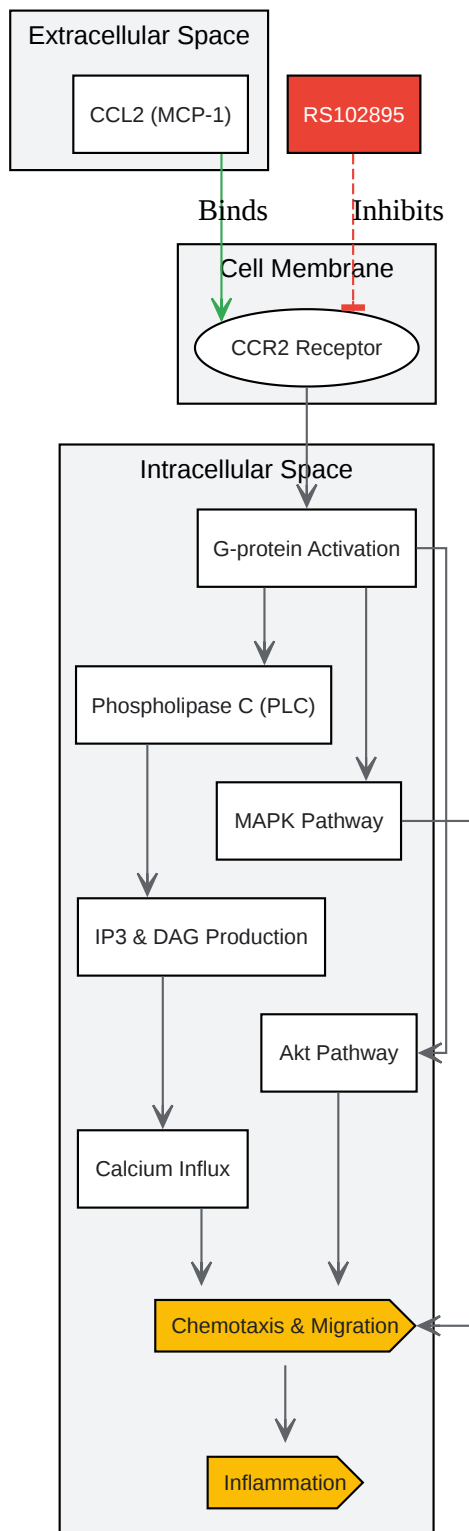 Extracellular Space
CCL2 (MCP-1)
RS102895
Binds
Inhibits
Cell Membrane
CCR2 Receptor
Intracellular Space
G-protein Activation
Phospholipase C (PLC)
MAPK Pathway
IP3 & DAG Production
Akt Pathway
Calcium Influx
Chemotaxis & Migration
Inflammation